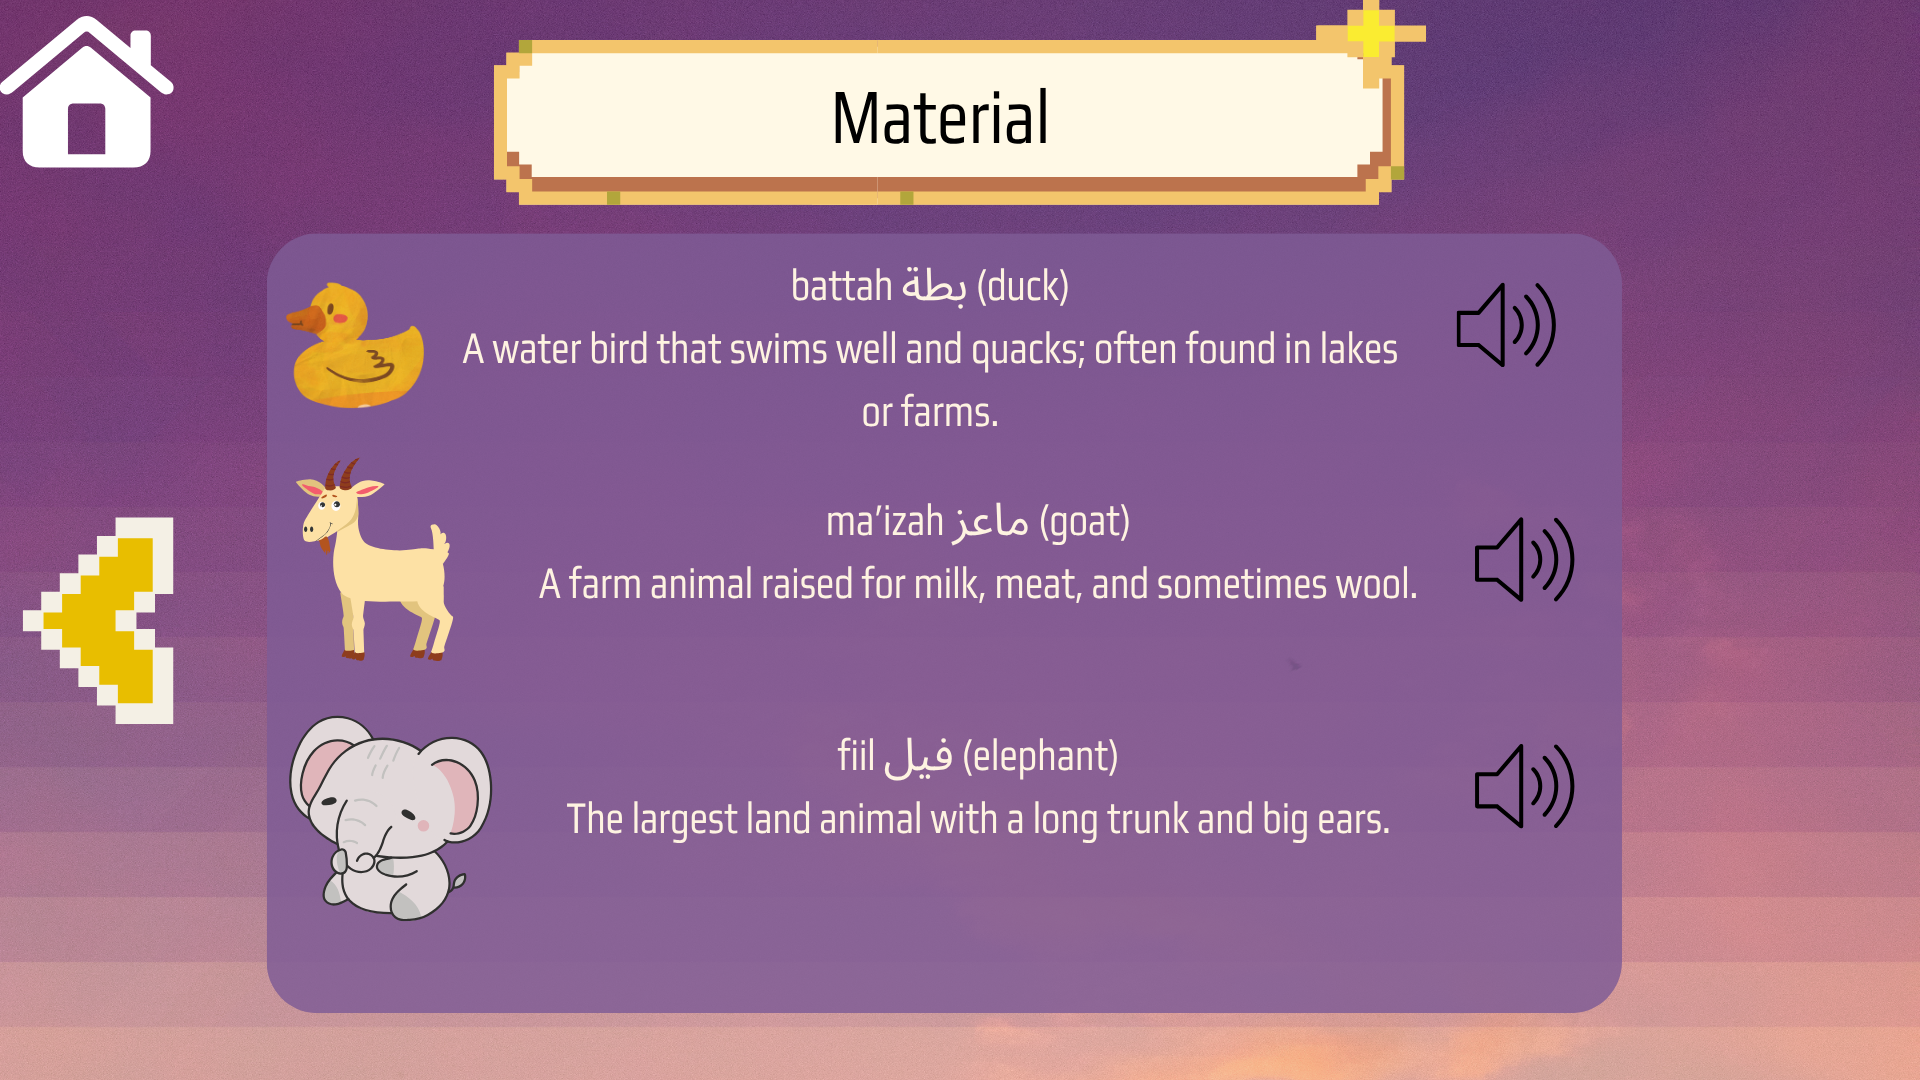 Material
battah بطة (duck)
A water bird that swims well and quacks; often found in lakes
or farms.
ma’izah ماعز (goat)
A farm animal raised for milk, meat, and sometimes wool.
fiil فيل (elephant)
The largest land animal with a long trunk and big ears.